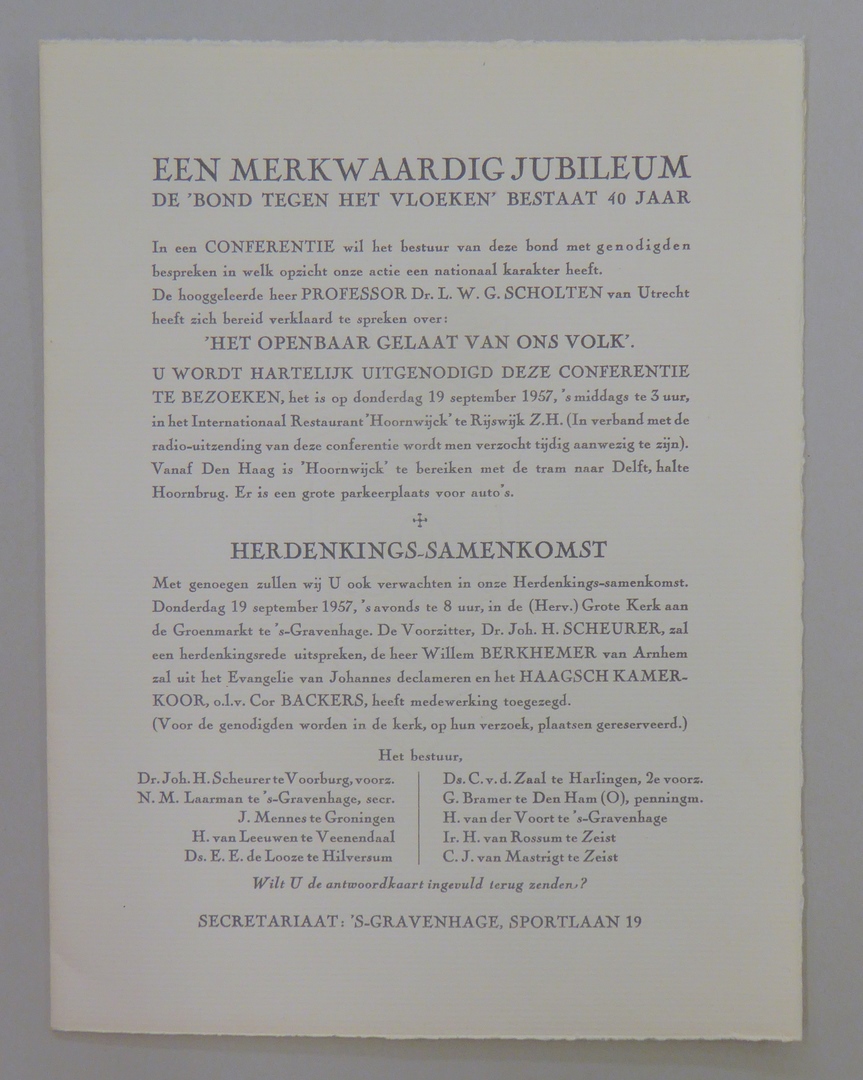 EEN MERKWAARDIG JUBILEUM
DE 'BOND TEGEN HET VLOEKEN' BESTAAT 40 JAAR
In een CONFERENTIE wil het bestuur van deze bond met genodigden
bespreken in welk opzicht onze actie een nationaal karakter heeft.
De hooggeleerde heer PROFESSOR Dr. L. W. G. SCHOLTEN van Utrecht
heeft zich bereid verklaard te spreken over:
'HET OPENBAAR GELAAT VAN ONS VOLK'.
U WORDT HARTELIJK UITGENODIGD DEZE CONFERENTIE
TE BEZOEKEN, het is op donderdag 19 september 1957, 's middags te 3 uur,
in het Internationaal Restaurant 'Hoornwijck' te Rijswijk Z.H. (In verband met de
radio-uitzending van deze conferentie wordt men verzocht tijdig aanwezig te zijn).
Vanaf Den Haag is 'Hoornwijck' te bereiken met de tram naar Delft, halte
Hoornbrug. Er is een grote parkeerplaats voor auto's.
HERDENKINGS-SAMENKOMST
Met genoegen zullen wij U ook verwachten in onze Herdenkings-samenkomst.
Donderdag 19 september 1957, 's avonds te 8 uur, in de (Herv.) Grote Kerk aan
de Groenmarkt te 's-Gravenhage. De Voorzitter, Dr. Joh. H. SCHEURER, zal
een herdenkingsrede uitspreken, de heer Willem BERKHEMER van Arnhem
zal uit het Evangelie van Johannes declameren en het HAAGSCH KAMER-
KOOR, o.l.v. Cor BACKERS, heeft medewerking toegezegd.
(Voor de genodigden worden in de kerk, op hun verzoek, plaatsen gereserveerd.)
Het bestuur,
Dr. Joh. H. Scheurer te Voorburg, voorz.
N. M. Laarman te 's-Gravenhage, secr.
J. Mennes te Groningen
H. van Leeuwen te Veenendaal
Ds. E. E. de Looze te Hilversum
Ds. C. v. d. Zaal te Harlingen, 2e voorz.
G. Bramer te Den Ham (O), penningm.
H. van der Voort te 's-Gravenhage
Ir. H. van Rossum te Zeist
C. J. van Mastrigt te Zeist
Wilt U de antwoordkaart ingevuld terug zenden?
SECRETARIAAT: 'S-GRAVENHAGE, SPORTLAAN 19